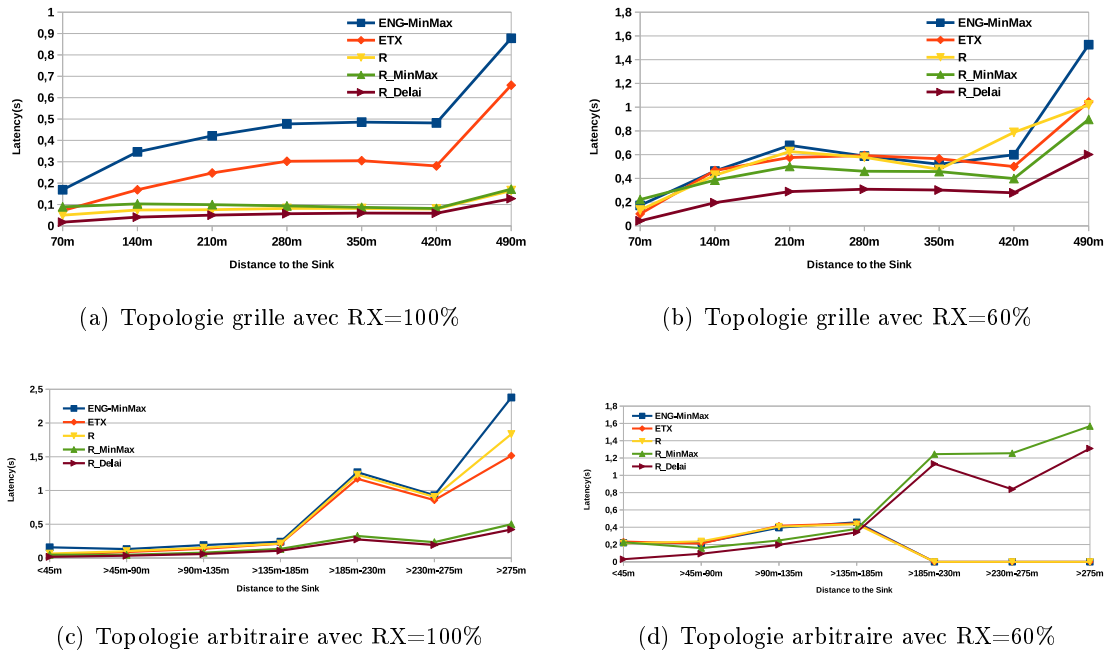 1
0,9
0,8
0,7
0,6
0,5
0,4
0,3
0,2
0,1
0
Latency(s)
ENG-MinMax
ETX
R
R_MinMax
R_Delai
70m 140m 210m 280m 350m 420m 490m
Distance to the Sink
(a) Topologie grille avec RX=100%
1,8
1,6
1,4
1,2
1
0,8
0,6
0,4
0,2
0
Latency(s)
ENG-MinMax
ETX
R
R_MinMax
R_Delai
70m 140m 210m 280m 350m 420m 490m
Distance to the Sink
(b) Topologie grille avec RX=60%
2,5
2
1,5
1
0,5
0
Latency(s)
ENG-MinMax
ETX
R
R_MinMax
R_Delai
<45m >45m-90m >90m-135m >135m-185m >185m-230m >230m-275m >275m
Distance to the Sink
(c) Topologie arbitraire avec RX=100%
1,8
1,6
1,4
1,2
1
0,8
0,6
0,4
0,2
0
Latency(s)
ENG-MinMax
ETX
R
R_MinMax
R_Delai
<45m >45m-90m >90m-135m >135m-185m >185m-230m >230m-275m >275m
Distance to the Sink
(d) Topologie arbitraire avec RX=60%